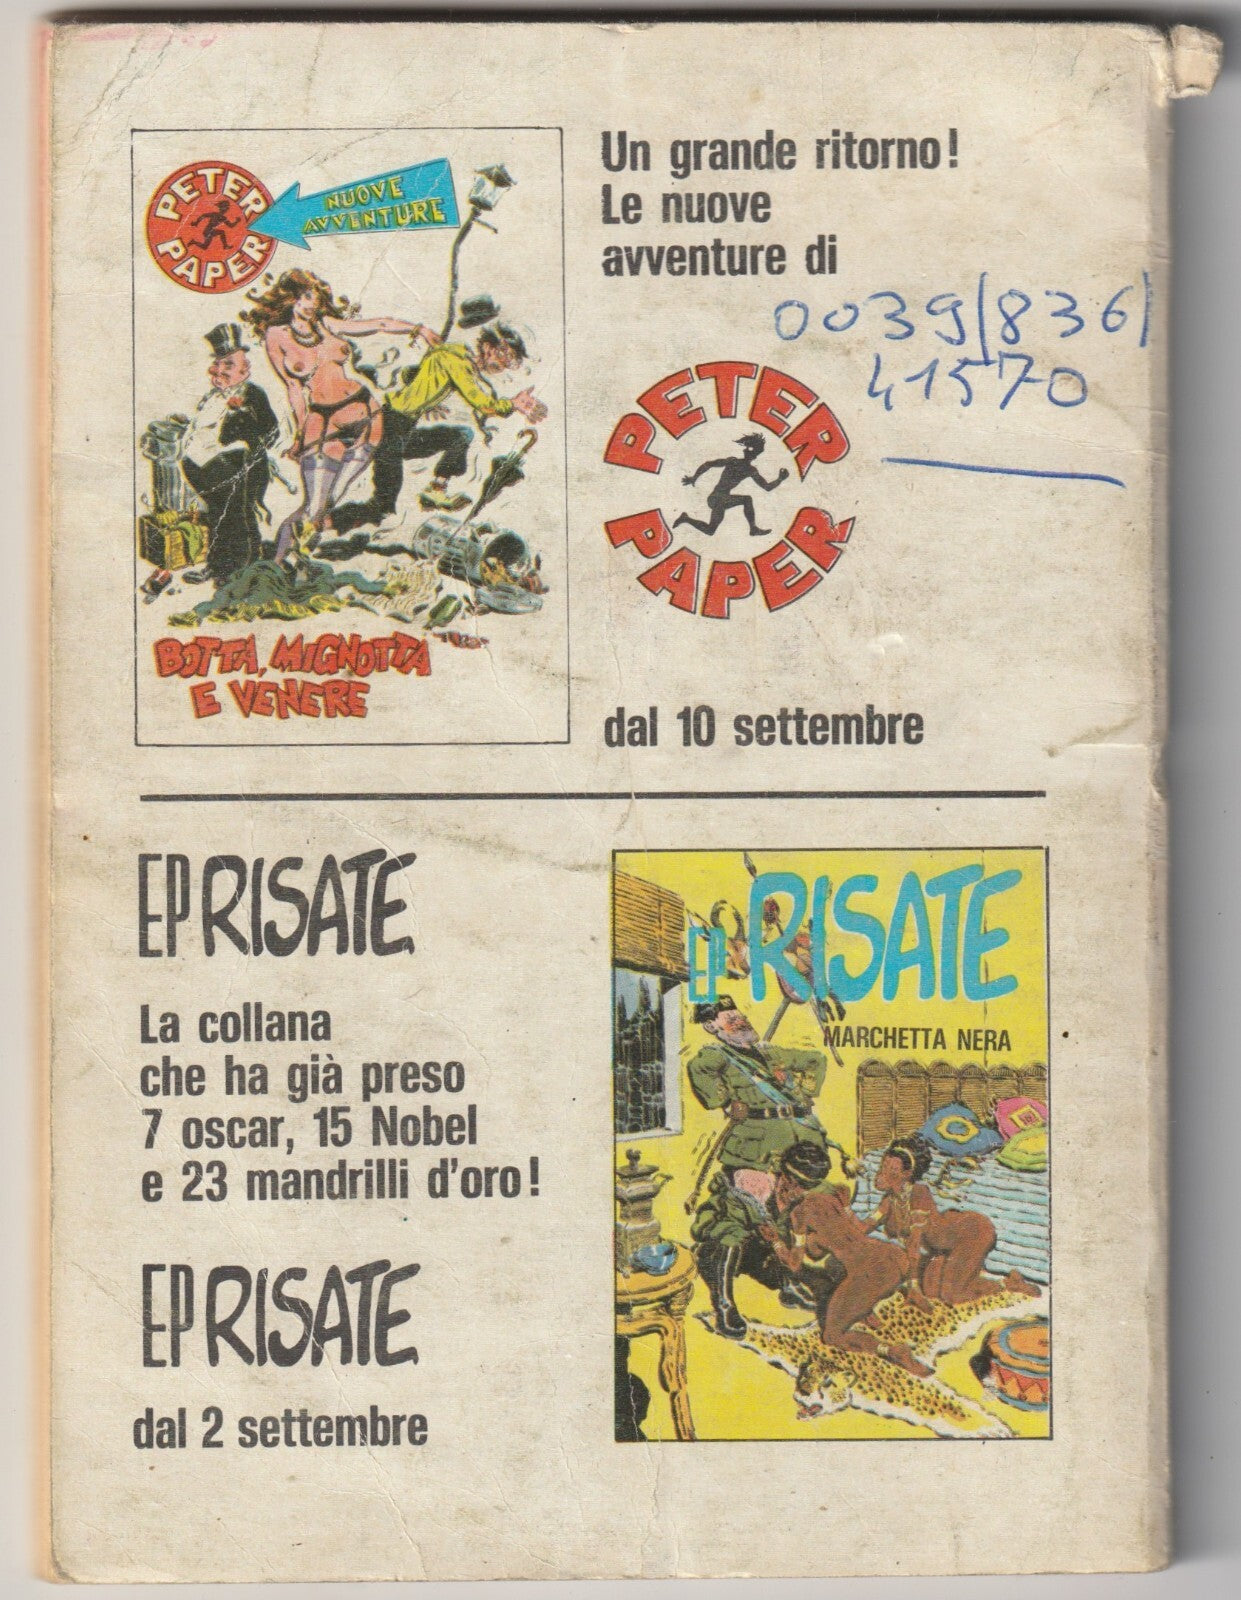 PETER
PAPER
NUOVE
AVVENTURE
BOTTA, MIGNOTTA
E VENERE
Un grande ritorno!
Le nuove
avventure di
0039/836/
41570
PETER
PAPER
dal 10 settembre
EP RISATE
La collana
che ha già preso
7 oscar, 15 Nobel
e 23 mandrilli d'oro!
EP RISATE
dal 2 settembre
EP RISATE
MARCHETTA NERA